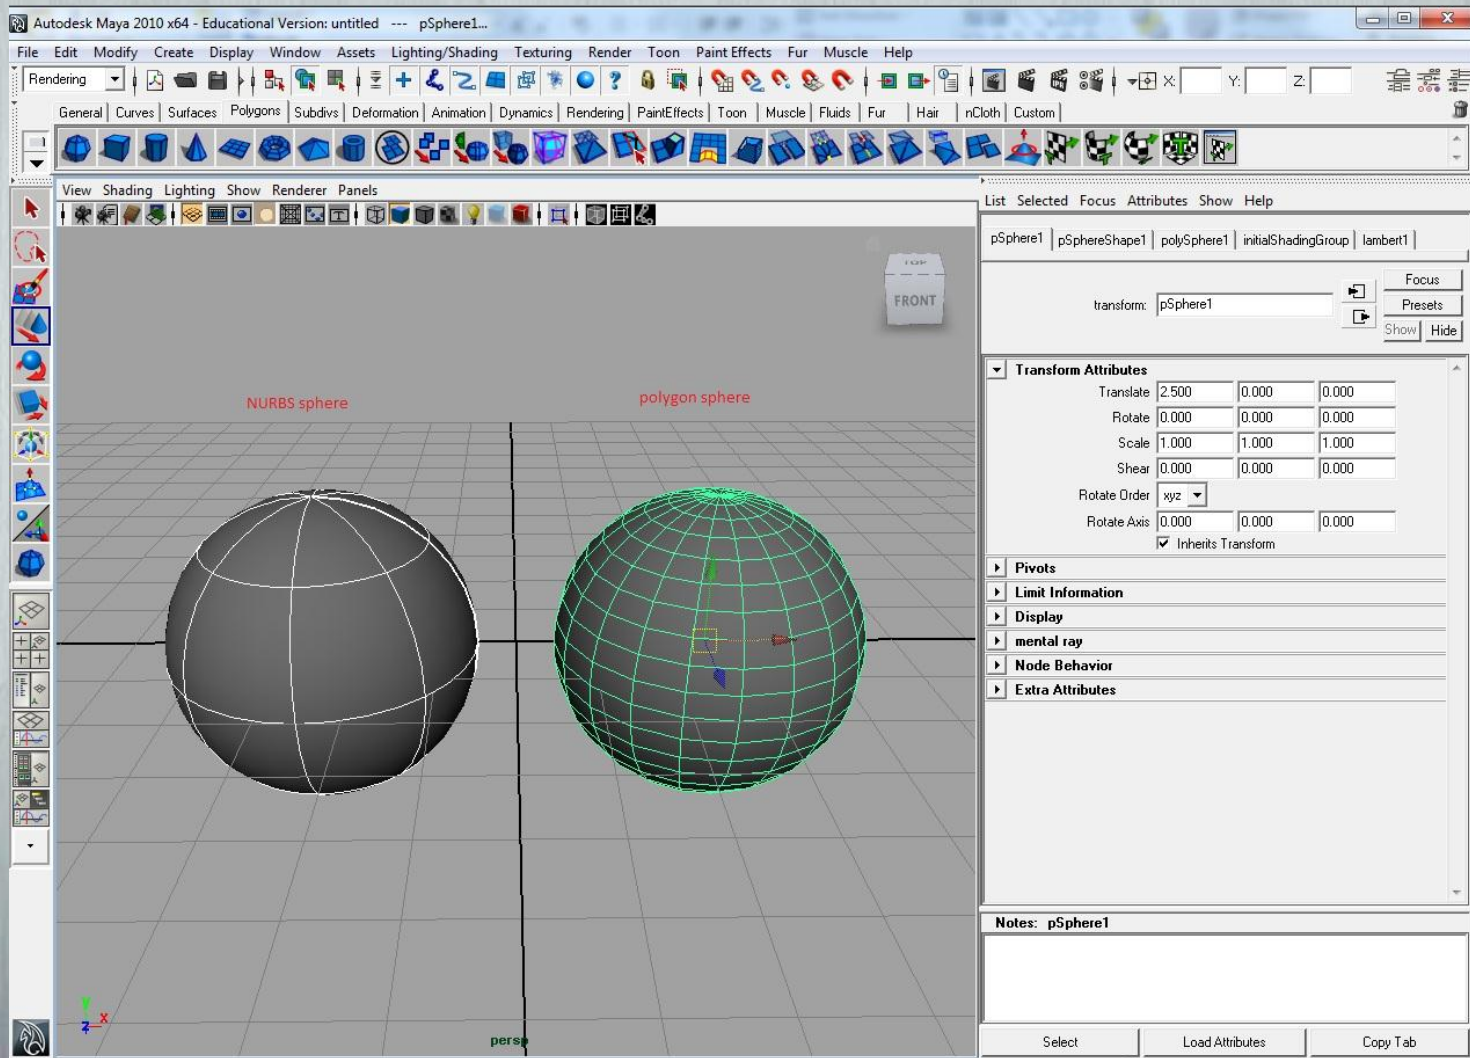 Autodesk Maya 2010 x64 - Educational Version: untitled --- pSphere1...
File Edit Modify Create Display Window Assets Lighting/Shading Texturing Render Toon Paint Effects Fur Muscle Help
Rendering X: Y: Z:
General Curves Surfaces Polygons Subdivs Deformation Animation Dynamics Rendering PaintEffects Toon Muscle Fluids Fur Hair nCloth Custom
View Shading Lighting Show Renderer Panels
TOP
FRONT
NURBS sphere
polygon sphere
y
x
z
persp
List Selected Focus Attributes Show Help
pSphere1 pSphereShape1 polySphere1 initialShadingGroup lambert1
transform: pSphere1
Focus
Presets
Show Hide
Transform Attributes
Translate 2.500 0.000 0.000
Rotate 0.000 0.000 0.000
Scale 1.000 1.000 1.000
Shear 0.000 0.000 0.000
Rotate Order xyz
Rotate Axis 0.000 0.000 0.000
Inherits Transform
Pivots
Limit Information
Display
mental ray
Node Behavior
Extra Attributes
Notes: pSphere1
Select Load Attributes Copy Tab